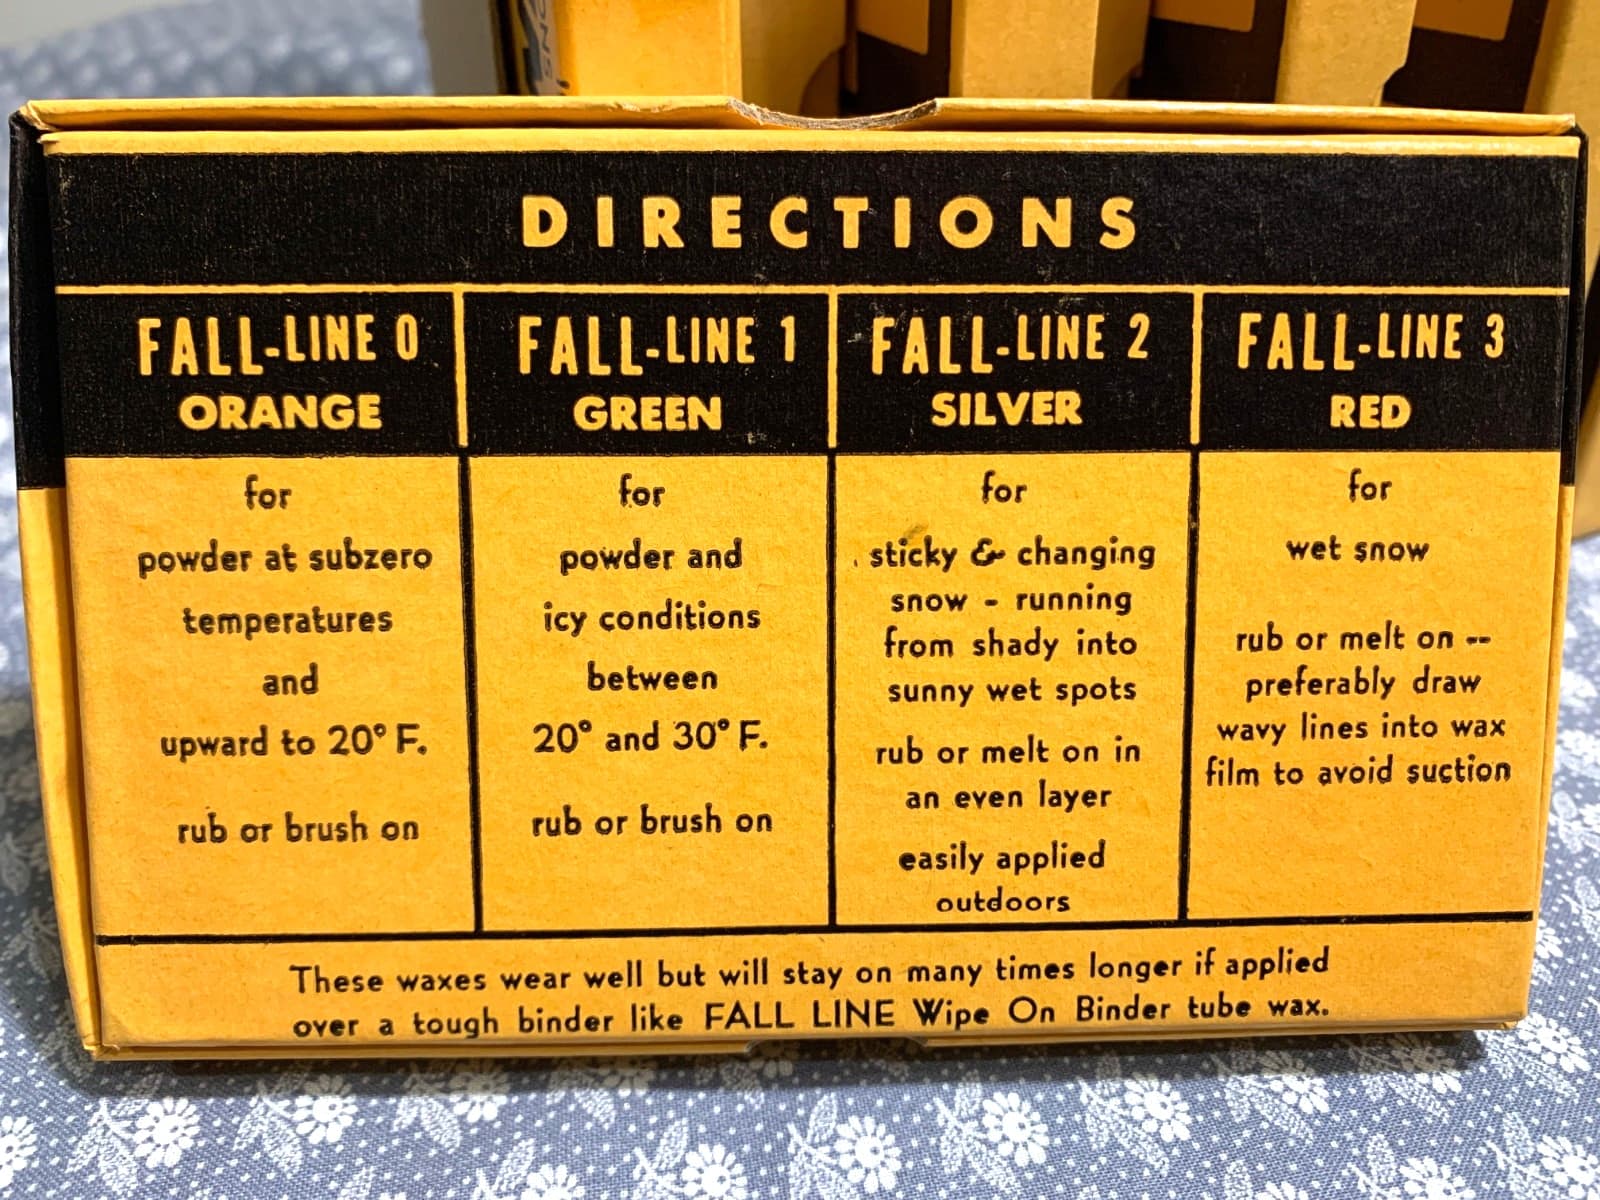 DIRECTIONS
FALL-LINE 0
ORANGE
for
powder at subzero
temperatures
and
upward to 20° F.
rub or brush on
FALL-LINE 1
GREEN
for
powder and
icy conditions
between
20° and 30° F.
rub or brush on
FALL-LINE 2
SILVER
for
sticky & changing
snow - running
from shady into
sunny wet spots
rub or melt on in
an even layer
easily applied
outdoors
FALL-LINE 3
RED
for
wet snow
rub or melt on --
preferably draw
wavy lines into wax
film to avoid suction
These waxes wear well but will stay on many times longer if applied
over a tough binder like FALL LINE Wipe On Binder tube wax.